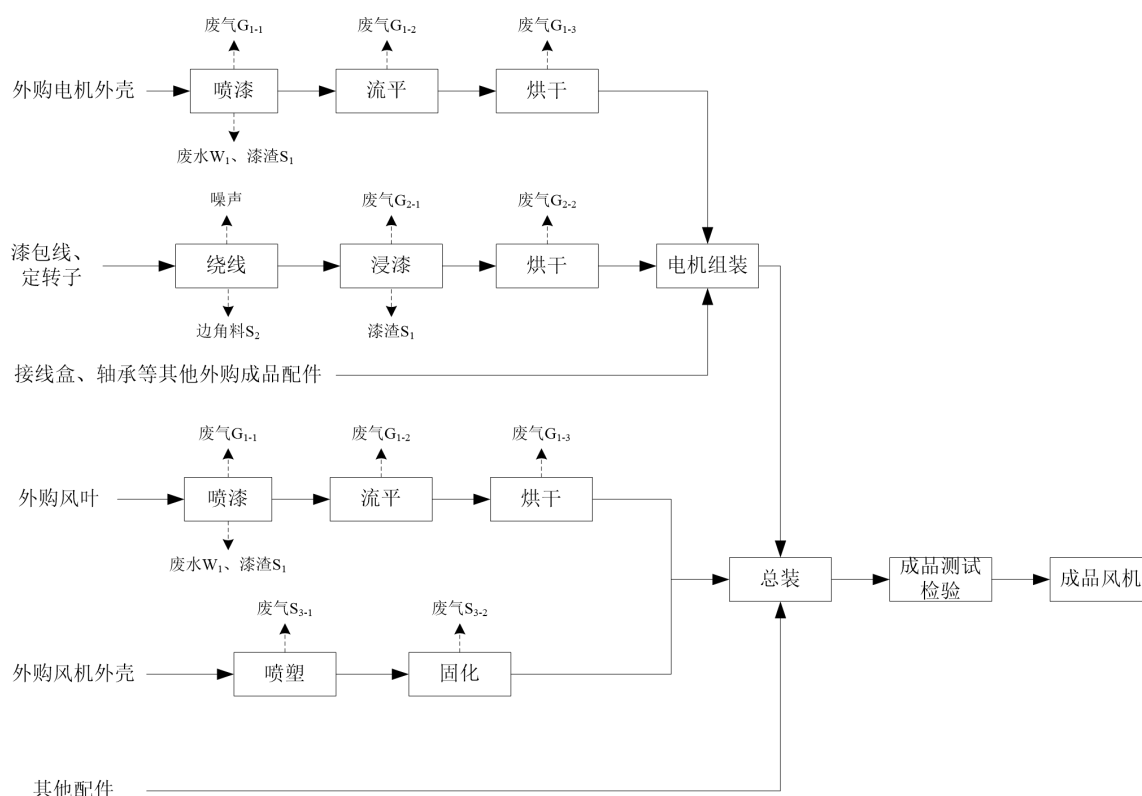 废气G1-1 废气G1-2 废气G1-3
外购电机外壳 喷漆 流平 烘干
废水W1、漆渣S1
噪声 废气G2-1 废气G2-2
漆包线、
定转子 绕线 浸漆 烘干 电机组装
边角料S2 漆渣S1
接线盒、轴承等其他外购成品配件
废气G1-1 废气G1-2 废气G1-3
外购风叶 喷漆 流平 烘干
废水W1、漆渣S1
总装 成品测试
检验 成品风机
废气S3-1 废气S3-2
外购风机外壳 喷塑 固化
其他配件